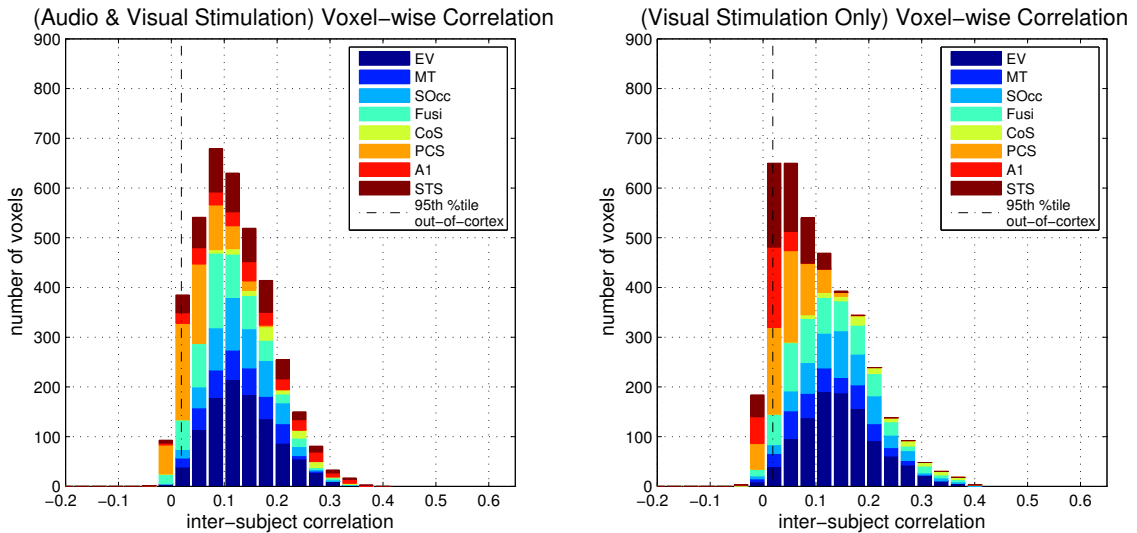 (Audio & Visual Stimulation) Voxel−wise Correlation
900
800
700
600
500
400
300
200
100
0
number of voxels
−0.2
−0.1
0
0.1
0.2
0.3
0.4
0.5
0.6
inter−subject correlation
EV
MT
SOcc
Fusi
CoS
PCS
A1
STS
95th %tile
out−of−cortex
(Visual Stimulation Only) Voxel−wise Correlation
900
800
700
600
500
400
300
200
100
0
number of voxels
−0.2
−0.1
0
0.1
0.2
0.3
0.4
0.5
0.6
inter−subject correlation
EV
MT
SOcc
Fusi
CoS
PCS
A1
STS
95th %tile
out−of−cortex